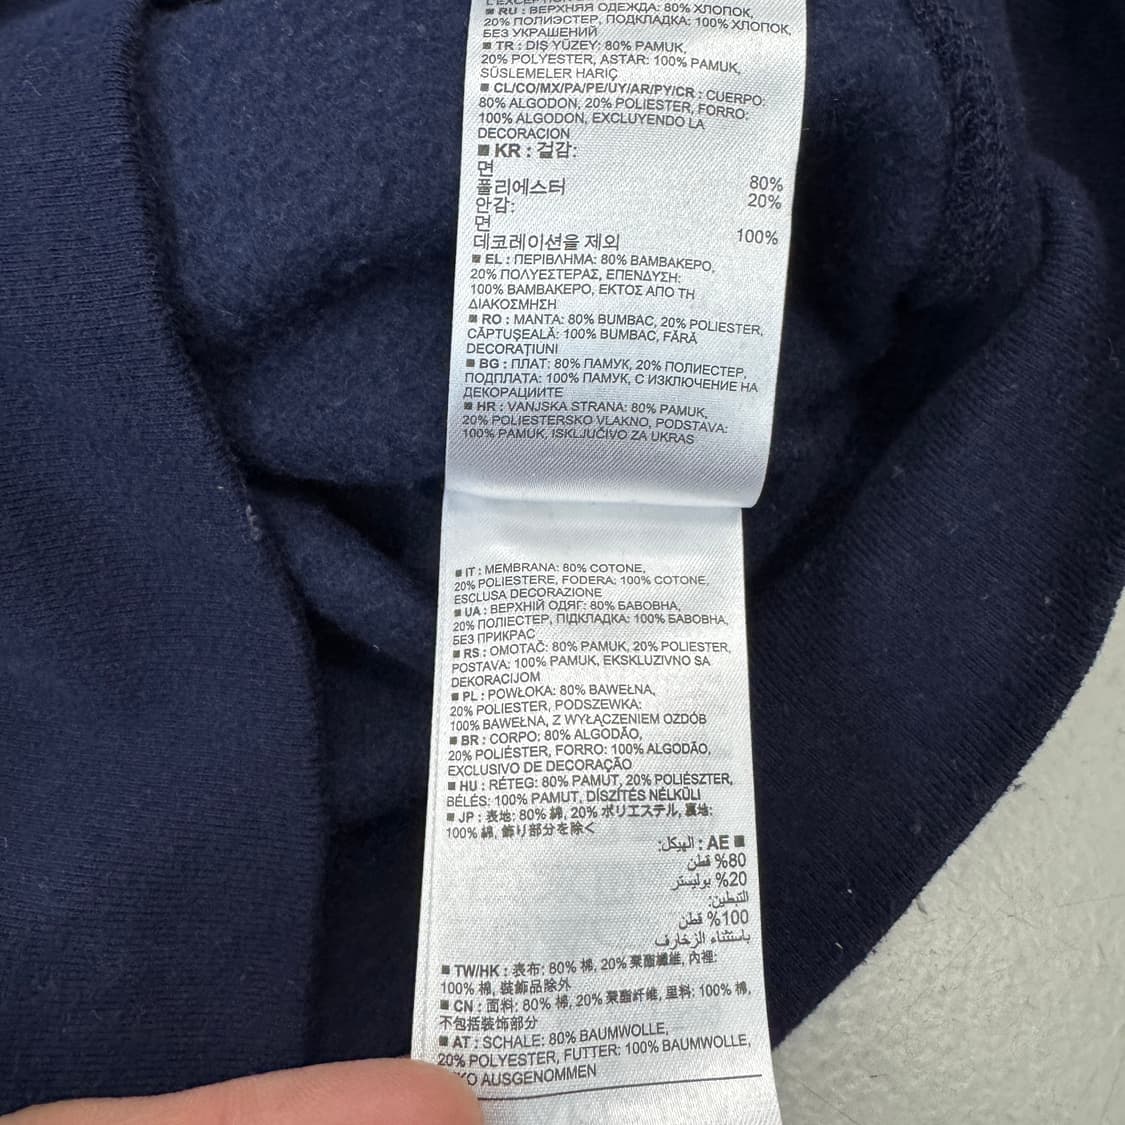 ■ RU : ВЕРХНЯЯ ОДЕЖДА: 80% ХЛОПОК,
20% ПОЛИЭСТЕР, ПОДКЛАДКА: 100% ХЛОПОК,
БЕЗ УКРАШЕНИЙ
■ TR : DIŞ YÜZEY: 80% PAMUK,
20% POLYESTER, ASTAR: 100% PAMUK,
SÜSLEMELER HARIÇ
■ CL/CO/MX/PA/PE/UY/AR/PY/CR : CUERPO:
80% ALGODON, 20% POLIESTER, FORRO:
100% ALGODON, EXCLUYENDO LA
DECORACION
■ KR : 겉감:
면 80%
폴리에스터 20%
안감:
면 100%
데코레이션을 제외
■ EL : ΠΕΡΙΒΛΗΜΑ: 80% ΒΑΜΒΑΚΕΡΟ,
20% ΠΟΛΥΕΣΤΕΡΑΣ, ΕΠΕΝΔΥΣΗ:
100% ΒΑΜΒΑΚΕΡΟ, ΕΚΤΟΣ ΑΠΟ ΤΗ
ΔΙΑΚΟΣΜΗΣΗ
■ RO : MANTA: 80% BUMBAC, 20% POLIESTER,
CĂPTUȘEALĂ: 100% BUMBAC, FĂRĂ
DECORAȚIUNI
■ BG : ПЛАТ: 80% ПАМУК, 20% ПОЛИЕСТЕР,
ПОДПЛАТА: 100% ПАМУК, С ИЗКЛЮЧЕНИЕ НА
ДЕКОРАЦИИТЕ
■ HR : VANJSKA STRANA: 80% PAMUK,
20% POLIESTERSKO VLAKNO, PODSTAVA:
100% PAMUK, ISKLJUČIVO ZA UKRAS
■ IT : MEMBRANA: 80% COTONE,
20% POLIESTERE, FODERA: 100% COTONE,
ESCLUSA DECORAZIONE
■ UA : ВЕРХНІЙ ОДЯГ: 80% БАВОВНА,
20% ПОЛІЕСТЕР, ПІДКЛАДКА: 100% БАВОВНА,
БЕЗ ПРИКРАС
■ RS : OMOTAČ: 80% PAMUK, 20% POLIESTER,
POSTAVA: 100% PAMUK, EKSKLUZIVNO SA
DEKORACIJOM
■ PL : POWŁOKA: 80% BAWEŁNA,
20% POLIESTER, PODSZEWKA:
100% BAWEŁNA, Z WYŁĄCZENIEM OZDÓB
■ BR : CORPO: 80% ALGODÃO,
20% POLIÉSTER, FORRO: 100% ALGODÃO,
EXCLUSIVO DE DECORAÇÃO
■ HU : RÉTEG: 80% PAMUT, 20% POLIÉSZTER,
BÉLÉS: 100% PAMUT, DÍSZÍTÉS NÉLKÜLI
■ JP : 表地: 80% 綿, 20% ポリエステル, 裏地:
100% 綿, 飾り部分を除く
■ AE : الهيكل:
80% قطن
20% بوليستر
التبطين:
100% قطن
باستثناء الزخارف
■ TW/HK : 表布: 80% 棉, 20% 聚酯纖維, 內裡:
100% 棉, 裝飾品除外
■ CN : 面料: 80% 棉, 20% 聚酯纤维, 里料: 100% 棉,
不包括装饰部分
■ AT : SCHALE: 80% BAUMWOLLE,
20% POLYESTER, FUTTER: 100% BAUMWOLLE,
AUSGENOMMEN